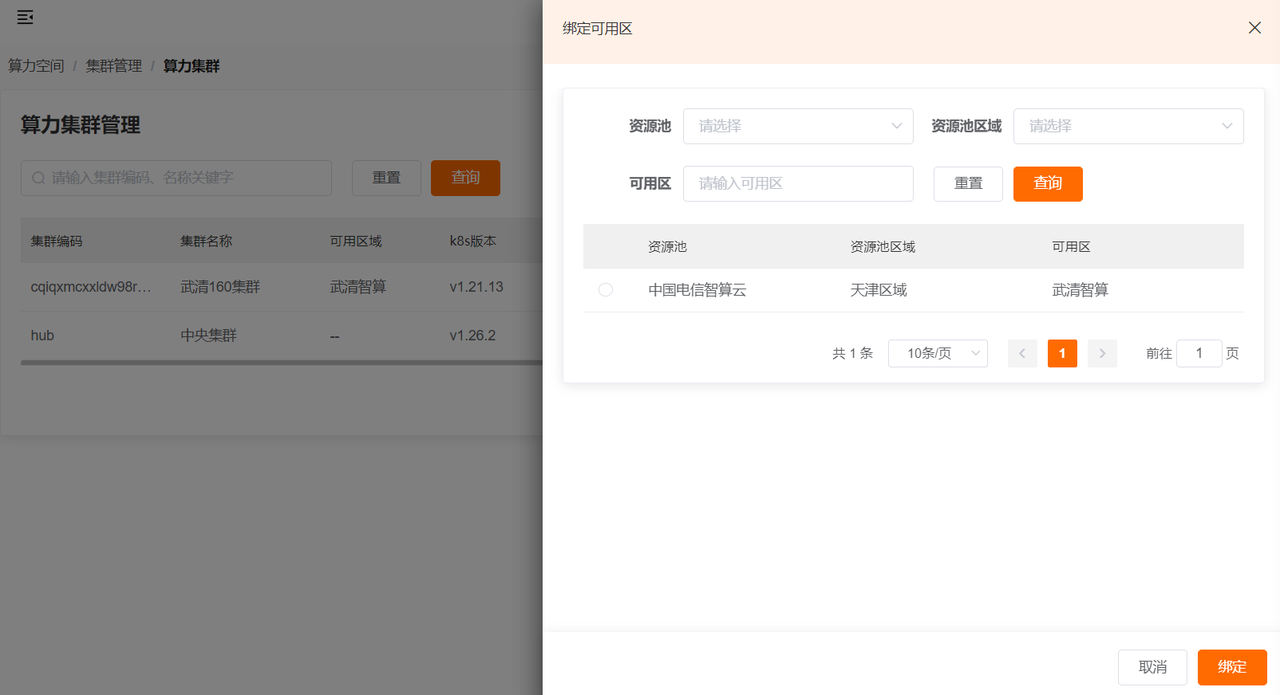 算力空间 / 集群管理 / 算力集群
算力集群管理
请输入集群编码、名称关键字 重置 查询
集群编码 集群名称 可用区域 k8s版本
cqiqxmcxxldw98r... 武清160集群 武清智算 v1.21.13
hub 中央集群 -- v1.26.2
绑定可用区
资源池 请选择 资源池区域 请选择
可用区 请输入可用区 重置 查询
资源池 资源池区域 可用区
中国电信智算云 天津区域 武清智算
共 1 条 10条/页 1 前往 1 页
取消 绑定